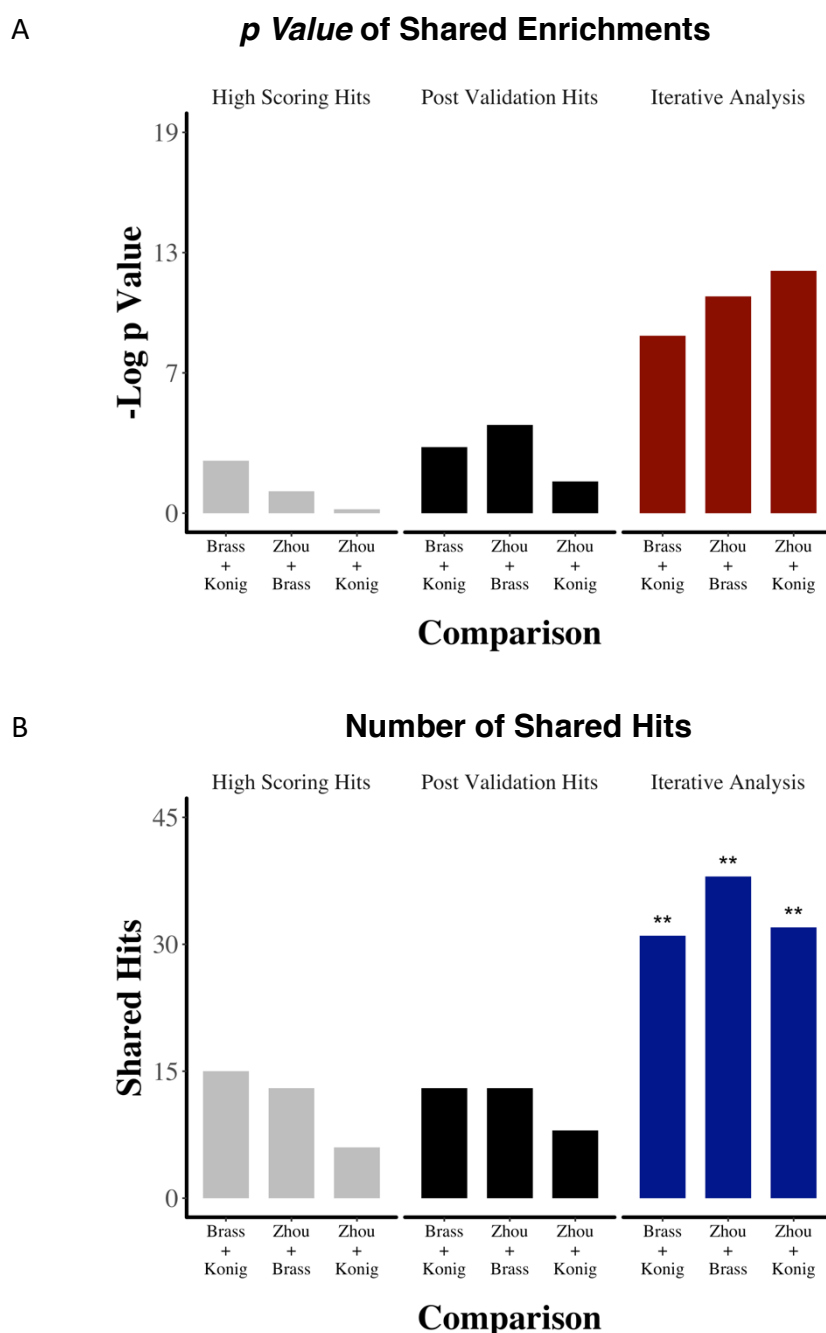 A
p Value of Shared Enrichments
High Scoring Hits
Post Validation Hits
Iterative Analysis
-Log p Value
19
13
7
0
Brass
+
Konig
Zhou
+
Brass
Zhou
+
Konig
Brass
+
Konig
Zhou
+
Brass
Zhou
+
Konig
Brass
+
Konig
Zhou
+
Brass
Zhou
+
Konig
Comparison
B
Number of Shared Hits
High Scoring Hits
Post Validation Hits
Iterative Analysis
Shared Hits
45
30
15
0
**
**
**
Brass
+
Konig
Zhou
+
Brass
Zhou
+
Konig
Brass
+
Konig
Zhou
+
Brass
Zhou
+
Konig
Brass
+
Konig
Zhou
+
Brass
Zhou
+
Konig
Comparison